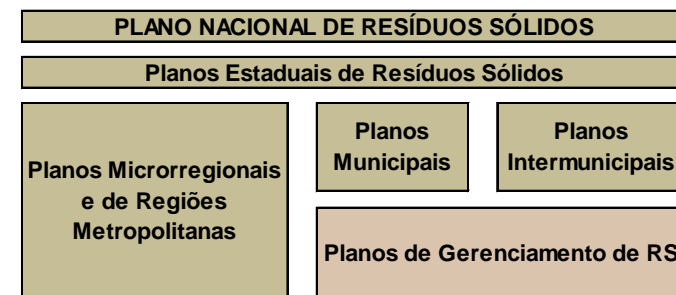 PLANO NACIONAL DE RESÍDUOS SÓLIDOS
Planos Estaduais de Resíduos Sólidos
Planos Microrregionais
e de Regiões
Metropolitanas
Planos
Municipais
Planos
Intermunicipais
Planos de Gerenciamento de RS